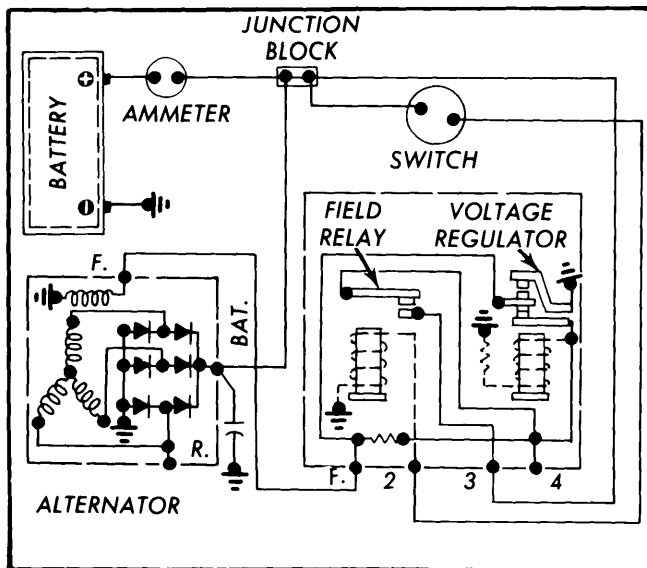 JUNCTION
BLOCK
+
BATTERY
AMMETER
SWITCH
FIELD
RELAY
VOLTAGE
REGULATOR
F.
BAT.
R.
F. 2 3 4
ALTERNATOR